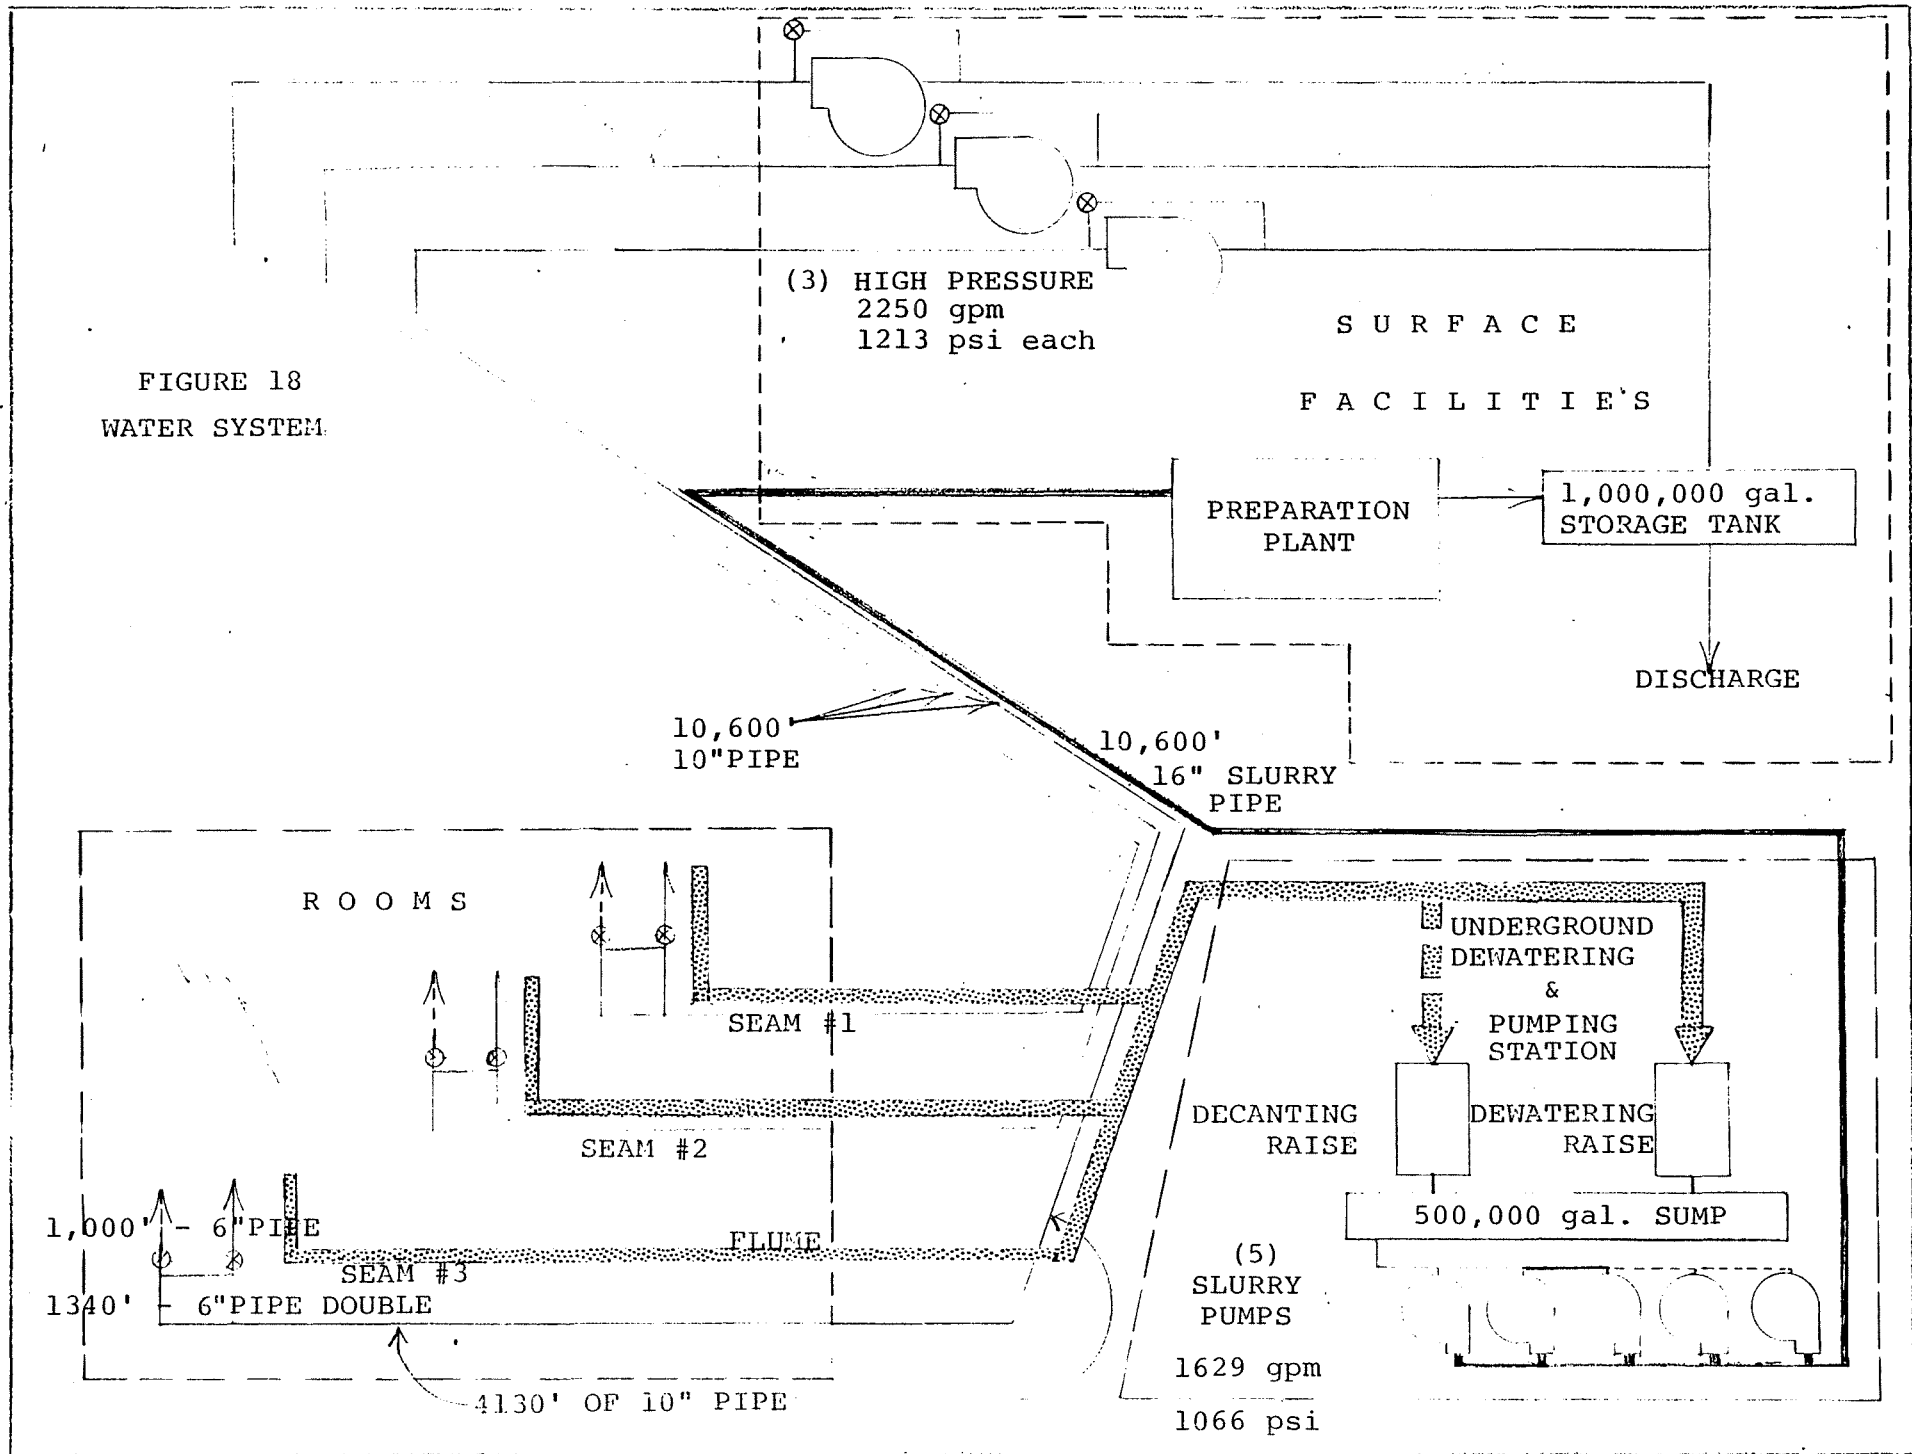 (3) HIGH PRESSURE
2250 gpm
1213 psi each
SURFACE
FACILITIE'S
FIGURE 18
WATER SYSTEM
PREPARATION
PLANT
1,000,000 gal.
STORAGE TANK
DISCHARGE
10,600'
10"PIPE
10,600'
16" SLURRY
PIPE
ROOMS
SEAM #1
SEAM #2
1,000' - 6"PIPE
FLUME
SEAM #3
1340' - 6"PIPE DOUBLE
4130' OF 10" PIPE
UNDERGROUND
DEWATERING
&
PUMPING
STATION
DECANTING
RAISE
DEWATERING
RAISE
500,000 gal. SUMP
(5)
SLURRY
PUMPS
1629 gpm
1066 psi